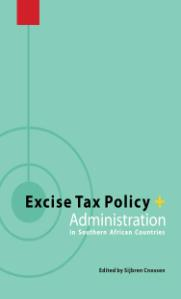 Excise Tax Policy +
Administration
in Southern African Countries
Edited by Sijbren Cnossen